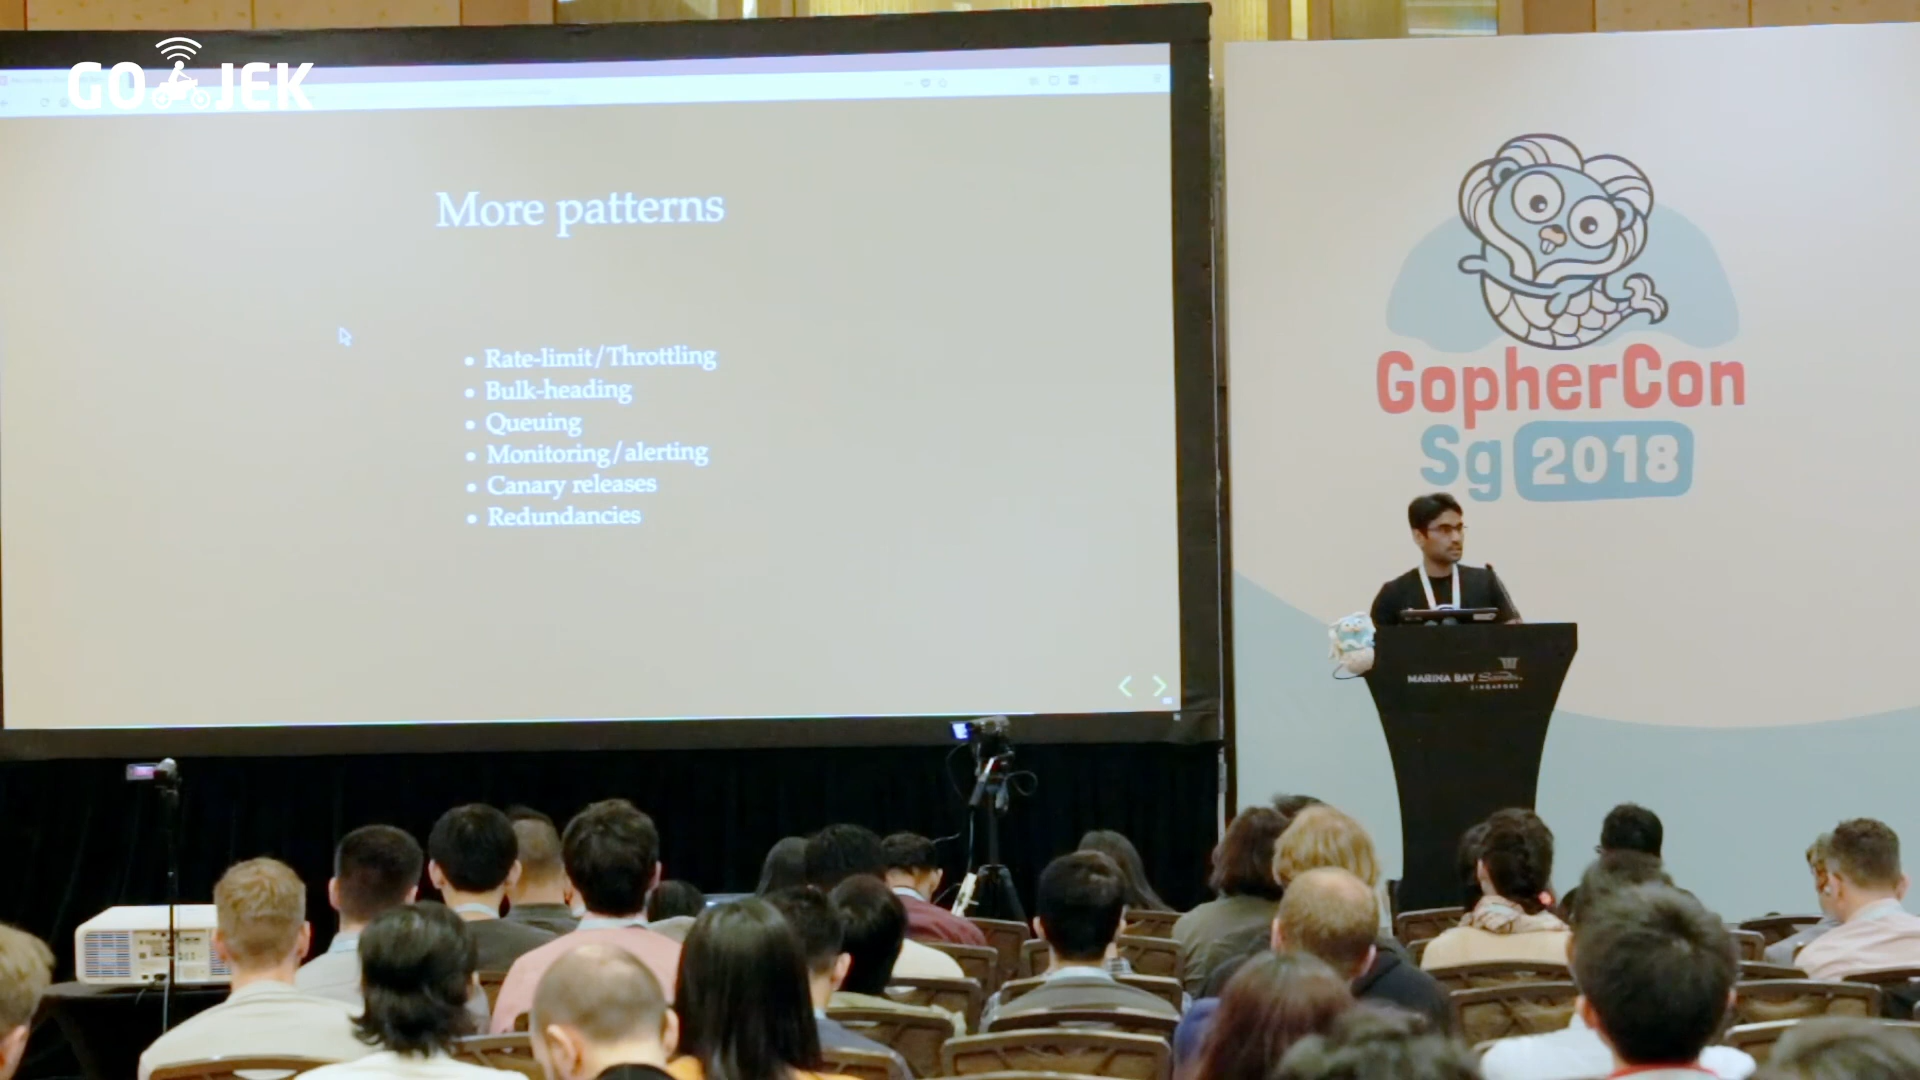 GO JEK
More patterns
Rate-limit/Throttling
Bulk-heading
Queuing
Monitoring/alerting
Canary releases
Redundancies
GopherCon
Sg 2018
MARINA BAY Sands
SINGAPORE